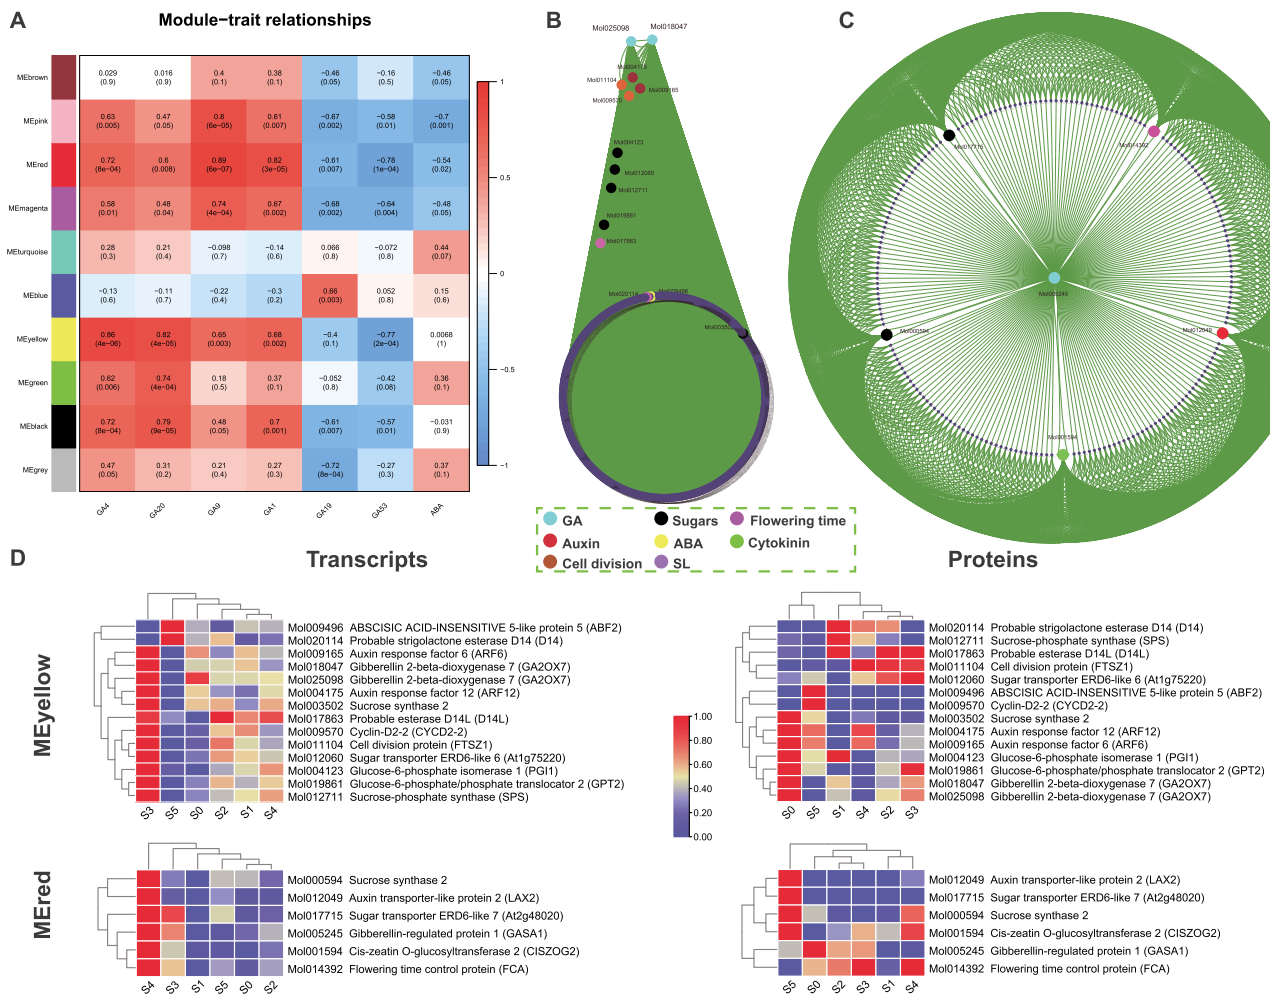 A
Module−trait relationships
MEbrown
0.029 0.016 0.4 0.38 −0.46 −0.16 −0.46
(0.9) (0.9) (0.1) (0.1) (0.05) (0.5) (0.05)
MEpink
0.63 0.47 0.8 0.61 −0.67 −0.58 −0.7
(0.005) (0.05) (6e−05) (0.007) (0.002) (0.01) (0.001)
MEred
0.72 0.6 0.89 0.82 −0.61 −0.78 −0.54
(8e−04) (0.008) (6e−07) (3e−05) (0.007) (1e−04) (0.02)
MEmagenta
0.58 0.48 0.74 0.67 −0.68 −0.64 −0.48
(0.01) (0.04) (4e−04) (0.002) (0.002) (0.004) (0.05)
MEturquoise
0.28 0.21 −0.098 −0.14 0.066 −0.072 0.44
(0.3) (0.4) (0.7) (0.6) (0.8) (0.8) (0.07)
MEblue
−0.13 −0.11 −0.22 −0.3 0.66 0.052 0.15
(0.6) (0.7) (0.4) (0.2) (0.003) (0.8) (0.6)
MEyellow
0.86 0.82 0.65 0.68 −0.4 −0.77 0.0068
(4e−06) (4e−05) (0.003) (0.002) (0.1) (2e−04) (1)
MEgreen
0.62 0.74 0.18 0.37 −0.052 −0.42 0.36
(0.006) (4e−04) (0.5) (0.1) (0.8) (0.08) (0.1)
MEblack
0.72 0.79 0.48 0.7 −0.61 −0.57 −0.031
(8e−04) (9e−05) (0.05) (0.001) (0.007) (0.01) (0.9)
MEgrey
0.47 0.31 0.21 0.27 −0.72 −0.27 0.37
(0.05) (0.2) (0.4) (0.3) (8e−04) (0.3) (0.1)
GA4 GA20 GA9 GA1 GA19 GA53 ABA
1
0.5
0
−0.5
−1
B
Mol025098 Mol018047
Mol004175
Mol011104
Mol009165
Mol009570
Mol004123
Mol012060
Mol012711
Mol019861
Mol017863
Mol020114 Mol009496
Mol003502
C
Mol017715
Mol014392
Mol005245
Mol000594
Mol012049
Mol001594
GA Sugars Flowering time
Auxin ABA Cytokinin
Cell division SL
D
Transcripts
Proteins
MEyellow
Mol009496 ABSCISIC ACID-INSENSITIVE 5-like protein 5 (ABF2)
Mol020114 Probable strigolactone esterase D14 (D14)
Mol009165 Auxin response factor 6 (ARF6)
Mol018047 Gibberellin 2-beta-dioxygenase 7 (GA2OX7)
Mol025098 Gibberellin 2-beta-dioxygenase 7 (GA2OX7)
Mol004175 Auxin response factor 12 (ARF12)
Mol003502 Sucrose synthase 2
Mol017863 Probable esterase D14L (D14L)
Mol009570 Cyclin-D2-2 (CYCD2-2)
Mol011104 Cell division protein (FTSZ1)
Mol012060 Sugar transporter ERD6-like 6 (At1g75220)
Mol004123 Glucose-6-phosphate isomerase 1 (PGI1)
Mol019861 Glucose-6-phosphate/phosphate translocator 2 (GPT2)
Mol012711 Sucrose-phosphate synthase (SPS)
S3 S5 S0 S2 S1 S4
1.00
0.80
0.60
0.40
0.20
0.00
Mol020114 Probable strigolactone esterase D14 (D14)
Mol012711 Sucrose-phosphate synthase (SPS)
Mol017863 Probable esterase D14L (D14L)
Mol011104 Cell division protein (FTSZ1)
Mol012060 Sugar transporter ERD6-like 6 (At1g75220)
Mol009496 ABSCISIC ACID-INSENSITIVE 5-like protein 5 (ABF2)
Mol009570 Cyclin-D2-2 (CYCD2-2)
Mol003502 Sucrose synthase 2
Mol004175 Auxin response factor 12 (ARF12)
Mol009165 Auxin response factor 6 (ARF6)
Mol004123 Glucose-6-phosphate isomerase 1 (PGI1)
Mol019861 Glucose-6-phosphate/phosphate translocator 2 (GPT2)
Mol018047 Gibberellin 2-beta-dioxygenase 7 (GA2OX7)
Mol025098 Gibberellin 2-beta-dioxygenase 7 (GA2OX7)
S0 S5 S1 S4 S2 S3
MEred
Mol000594 Sucrose synthase 2
Mol012049 Auxin transporter-like protein 2 (LAX2)
Mol017715 Sugar transporter ERD6-like 7 (At2g48020)
Mol005245 Gibberellin-regulated protein 1 (GASA1)
Mol001594 Cis-zeatin O-glucosyltransferase 2 (CISZOG2)
Mol014392 Flowering time control protein (FCA)
S4 S3 S1 S5 S0 S2
Mol012049 Auxin transporter-like protein 2 (LAX2)
Mol017715 Sugar transporter ERD6-like 7 (At2g48020)
Mol000594 Sucrose synthase 2
Mol001594 Cis-zeatin O-glucosyltransferase 2 (CISZOG2)
Mol005245 Gibberellin-regulated protein 1 (GASA1)
Mol014392 Flowering time control protein (FCA)
S5 S0 S2 S3 S1 S4